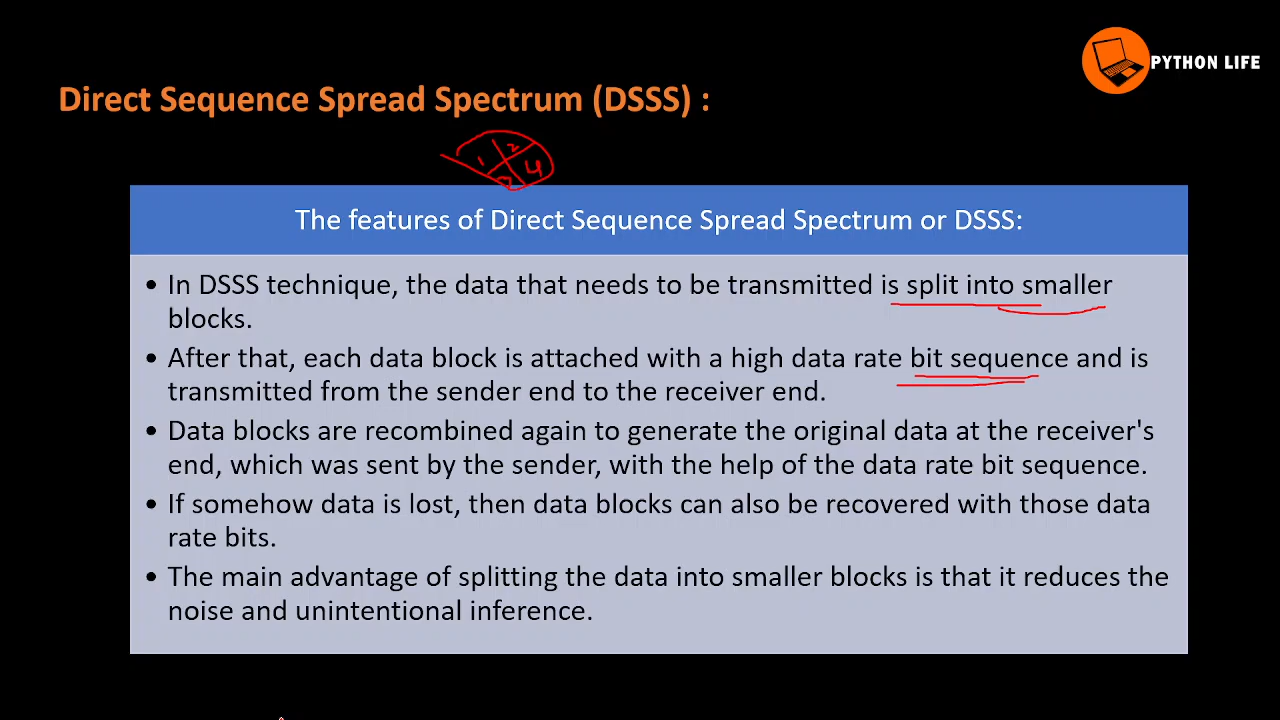 PYTHON LIFE
Direct Sequence Spread Spectrum (DSSS) :
1 2
3 4
The features of Direct Sequence Spread Spectrum or DSSS:
• In DSSS technique, the data that needs to be transmitted is split into smaller
blocks.
• After that, each data block is attached with a high data rate bit sequence and is
transmitted from the sender end to the receiver end.
• Data blocks are recombined again to generate the original data at the receiver's
end, which was sent by the sender, with the help of the data rate bit sequence.
• If somehow data is lost, then data blocks can also be recovered with those data
rate bits.
• The main advantage of splitting the data into smaller blocks is that it reduces the
noise and unintentional inference.